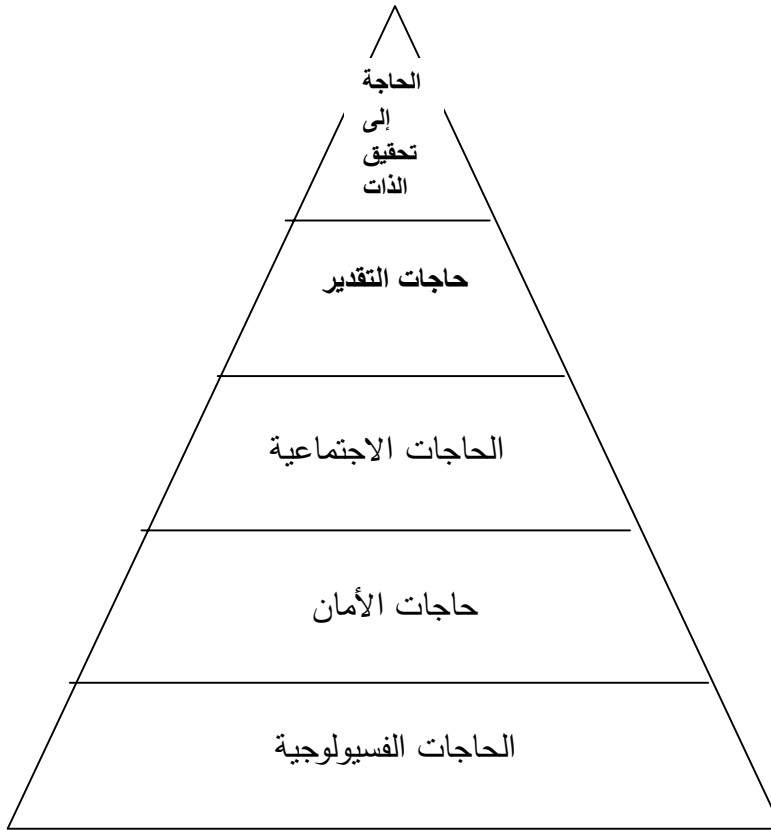 الحاجة
إلى
تحقيق
الذات
حاجات التقدير
الحاجات الاجتماعية
حاجات الأمان
الحاجات الفسيولوجية